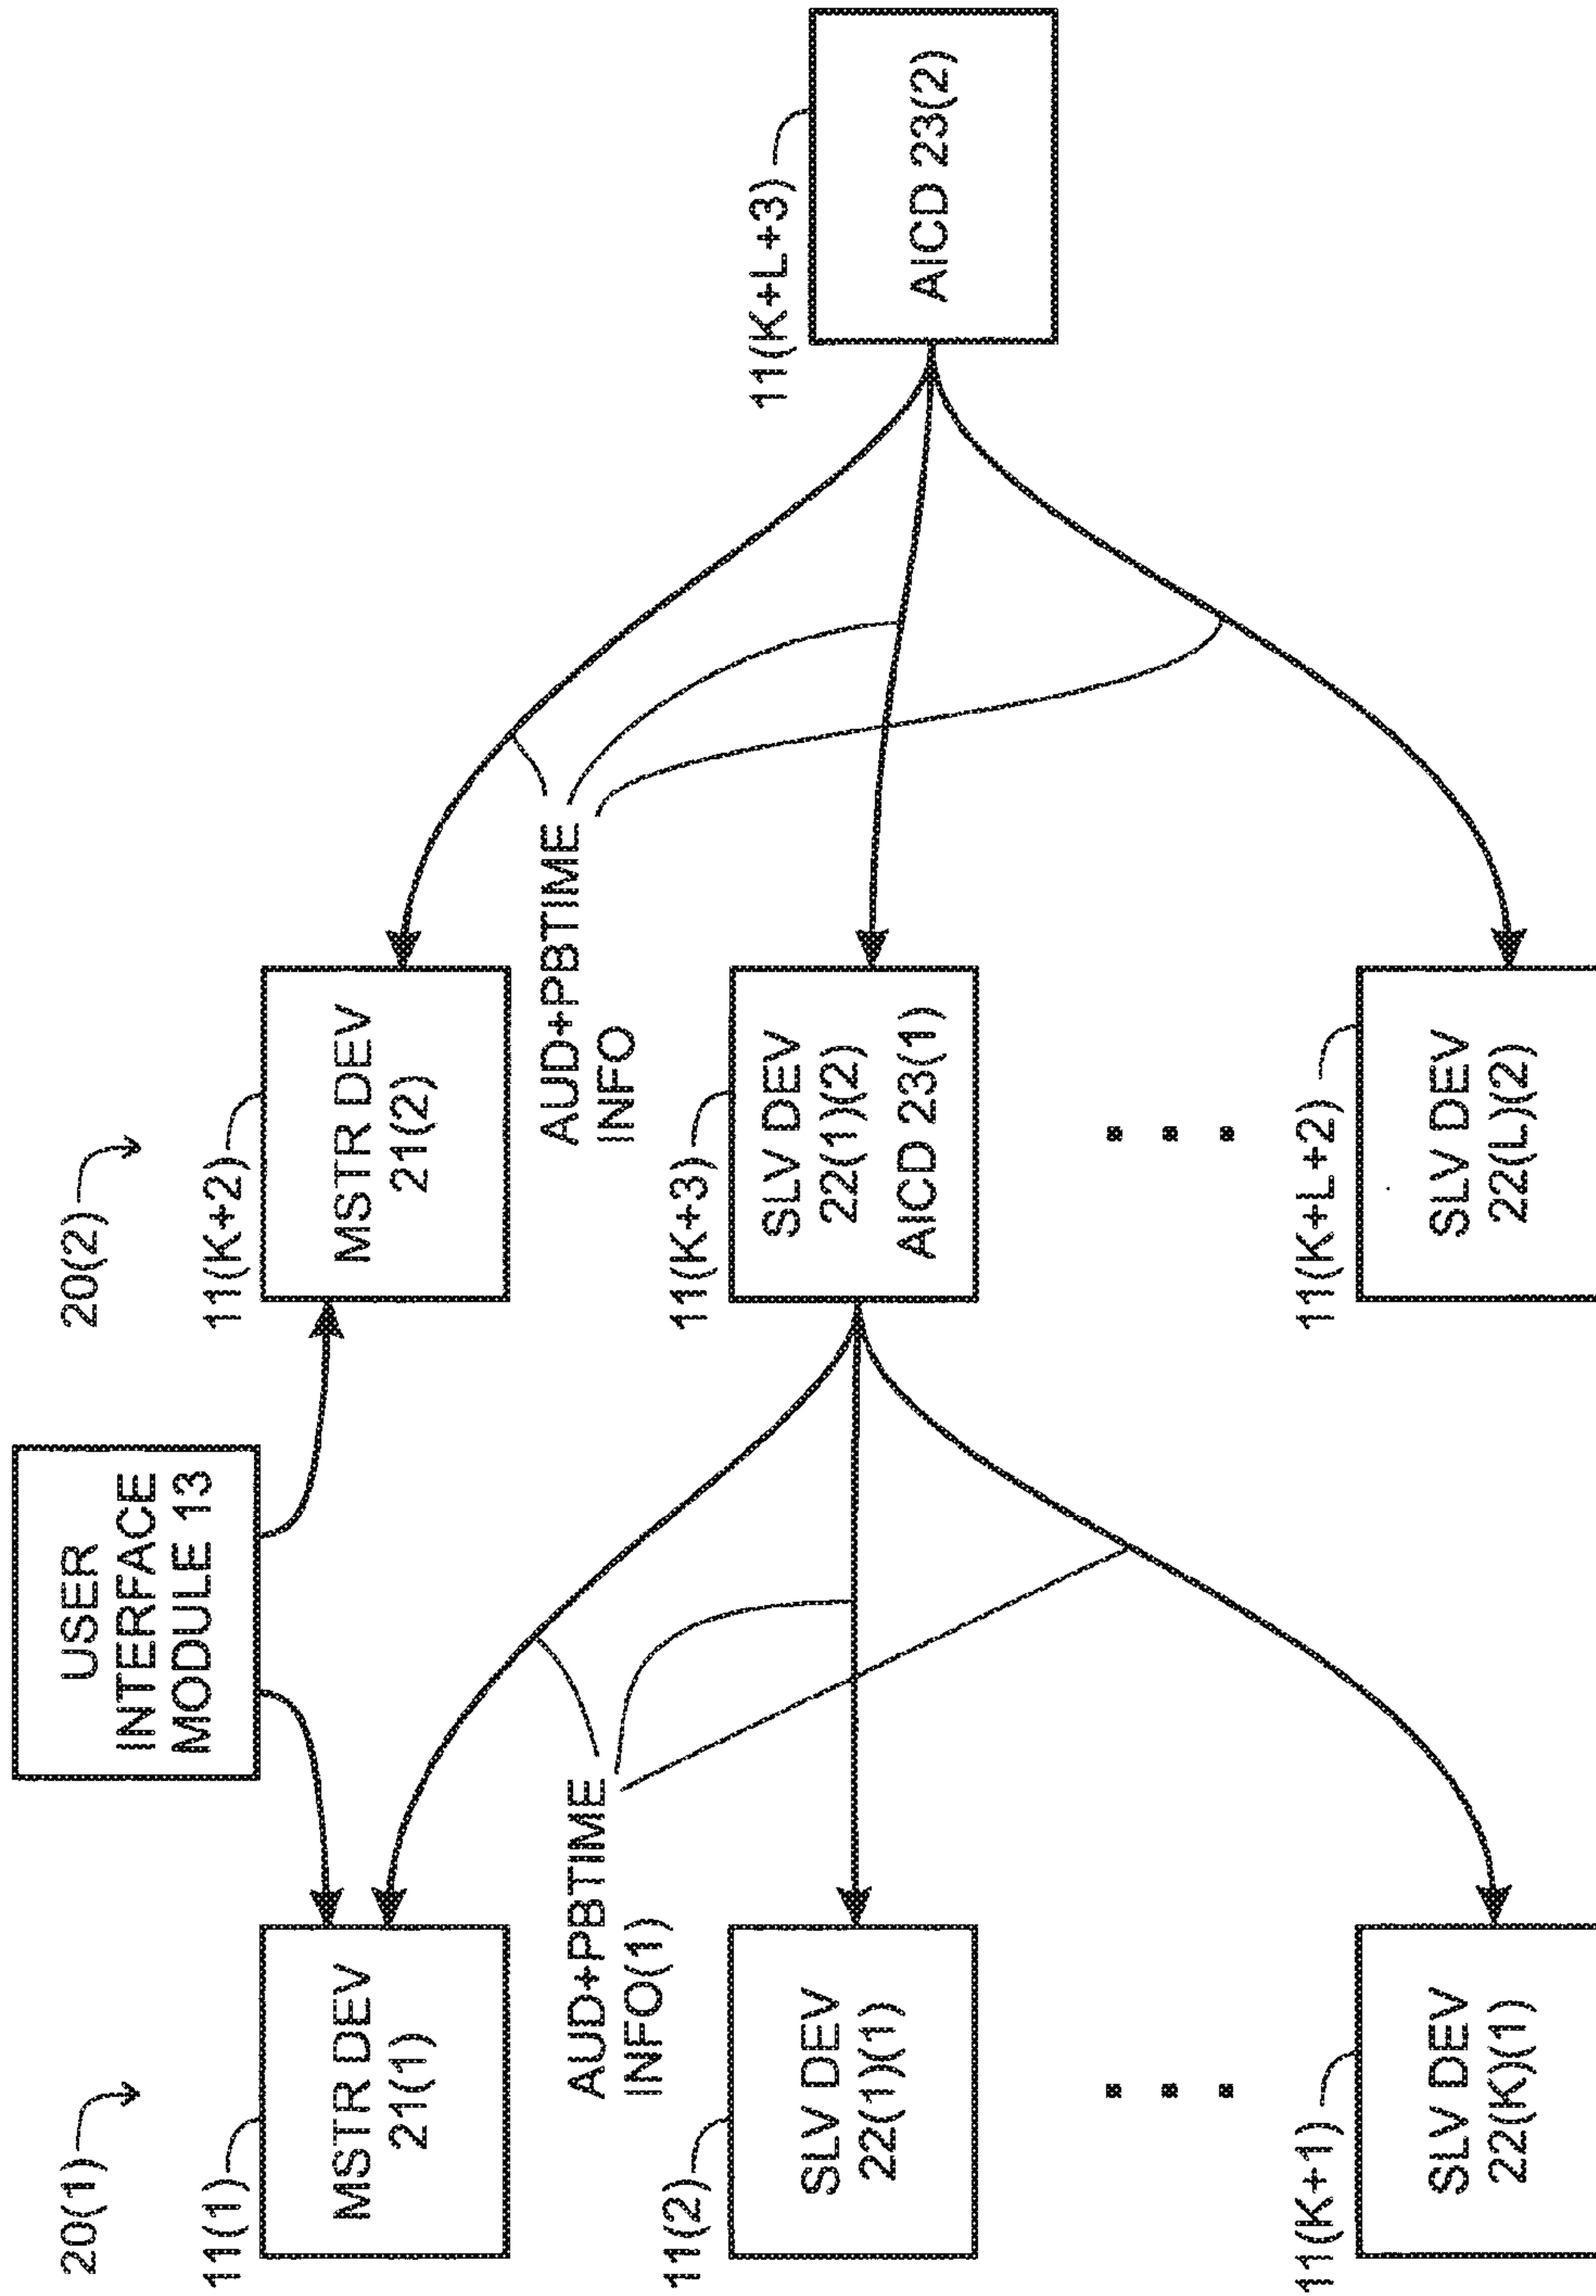 20(1)
20(2)
USER
INTERFACE
MODULE 13
11(1)
MSTR DEV
21(1)
11(K+2)
MSTR DEV
21(2)
AUD+PBTIME
INFO(1)
AUD+PBTIME
INFO
11(2)
SLV DEV
22(1)(1)
11(K+3)
SLV DEV
22(1)(2)
AICD 23(1)
11(K+L+3)
AICD 23(2)
11(K+1)
SLV DEV
22(K)(1)
11(K+L+2)
SLV DEV
22(L)(2)